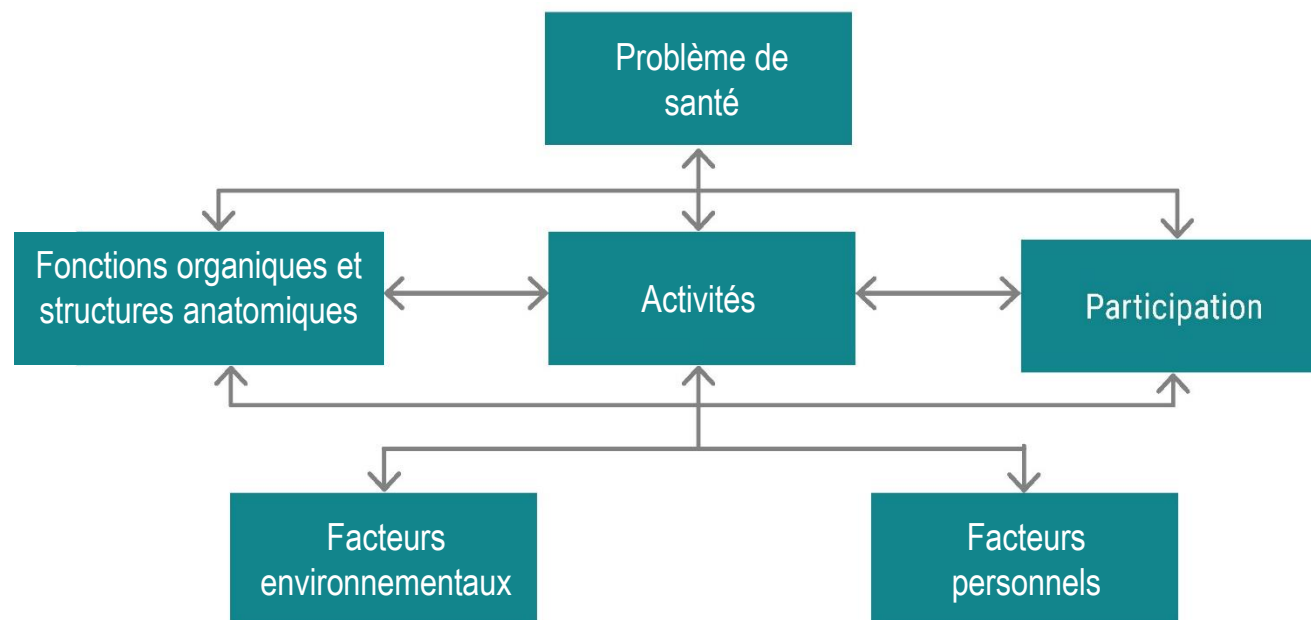 Problème de
santé
Fonctions organiques et
structures anatomiques
Activités
Participation
Facteurs
environnementaux
Facteurs
personnels